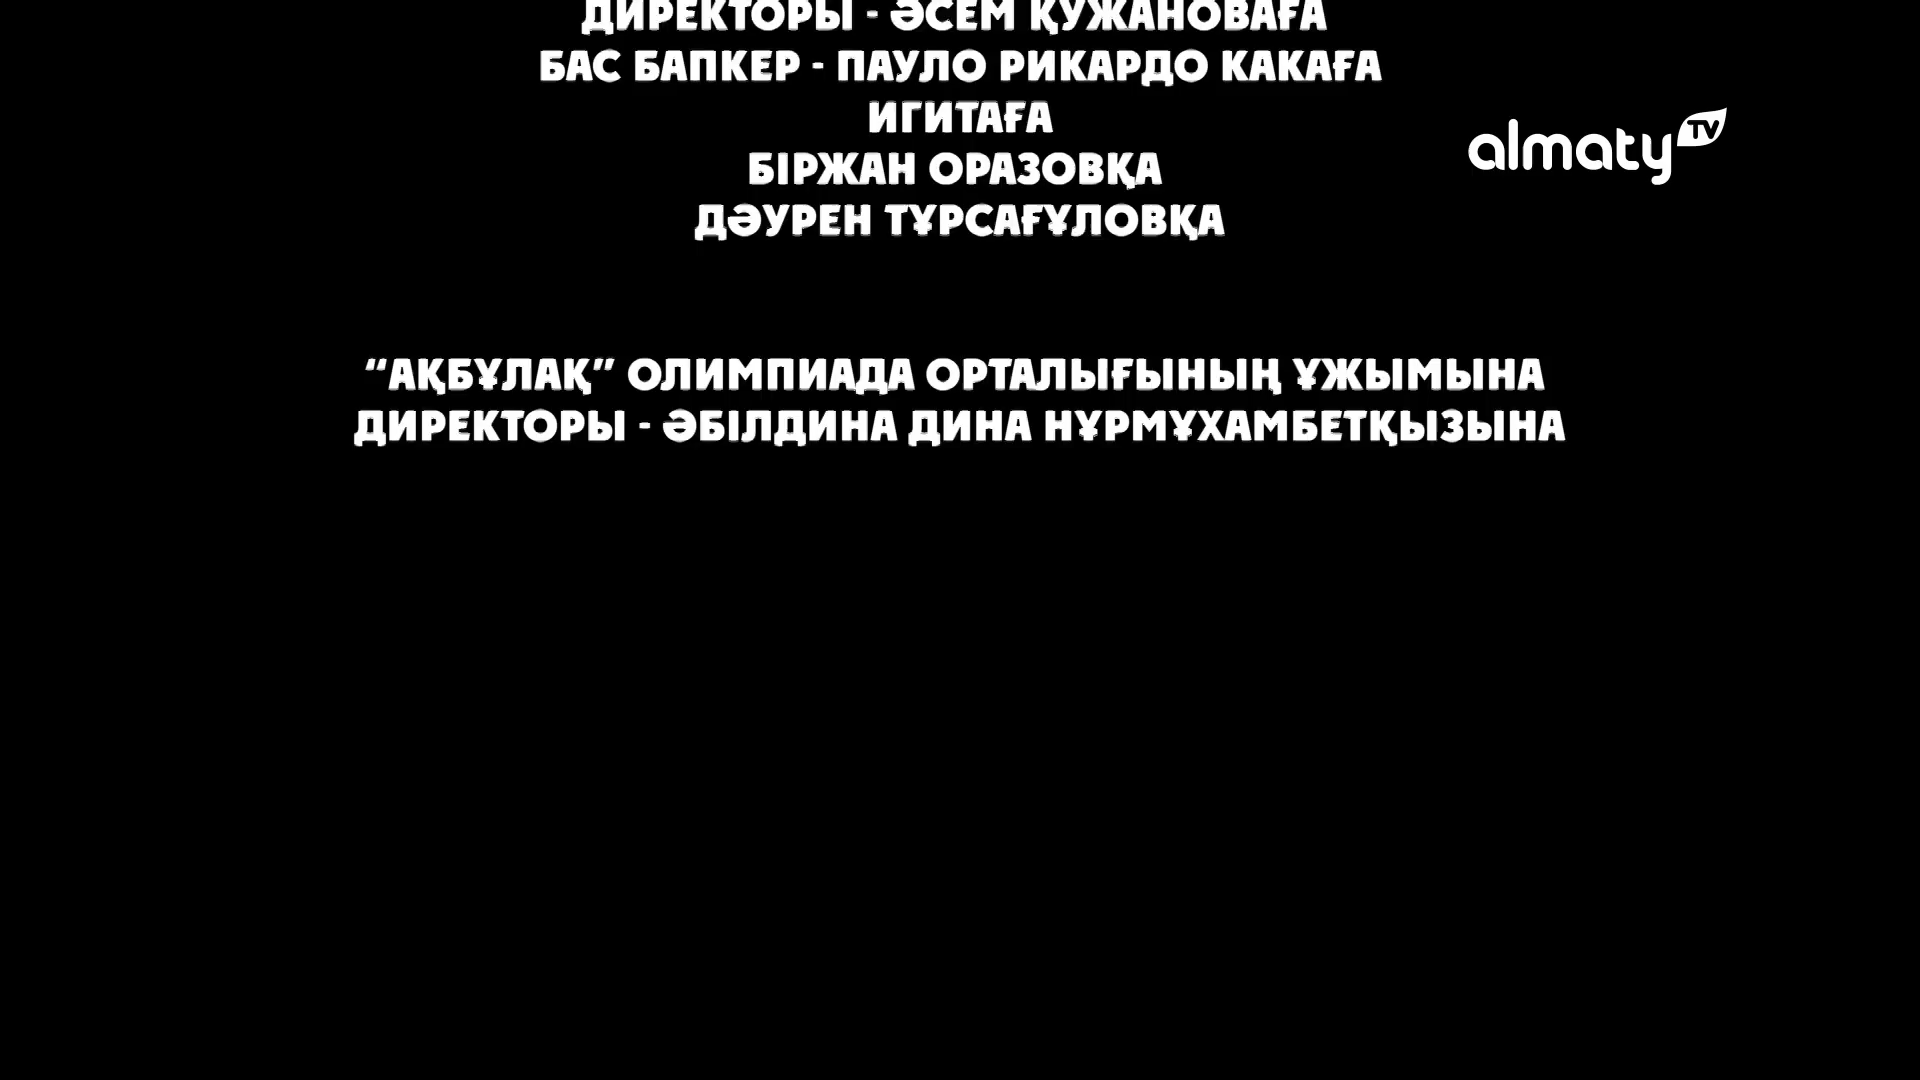 ДИРЕКТОРЫ - ӘСЕМ ҚУЖАНОВАҒА
БАС БАПКЕР - ПАУЛО РИКАРДО КАКАҒА
ИГИТАҒА
БІРЖАН ОРАЗОВҚА
ДӘУРЕН ТҰРСАҒҰЛОВҚА
almaty TV
“АҚБҰЛАҚ” ОЛИМПИАДА ОРТАЛЫҒЫНЫҢ ҰЖЫМЫНА
ДИРЕКТОРЫ - ӘБІЛДИНА ДИНА НҰРМҰХАМБЕТҚЫЗЫНА